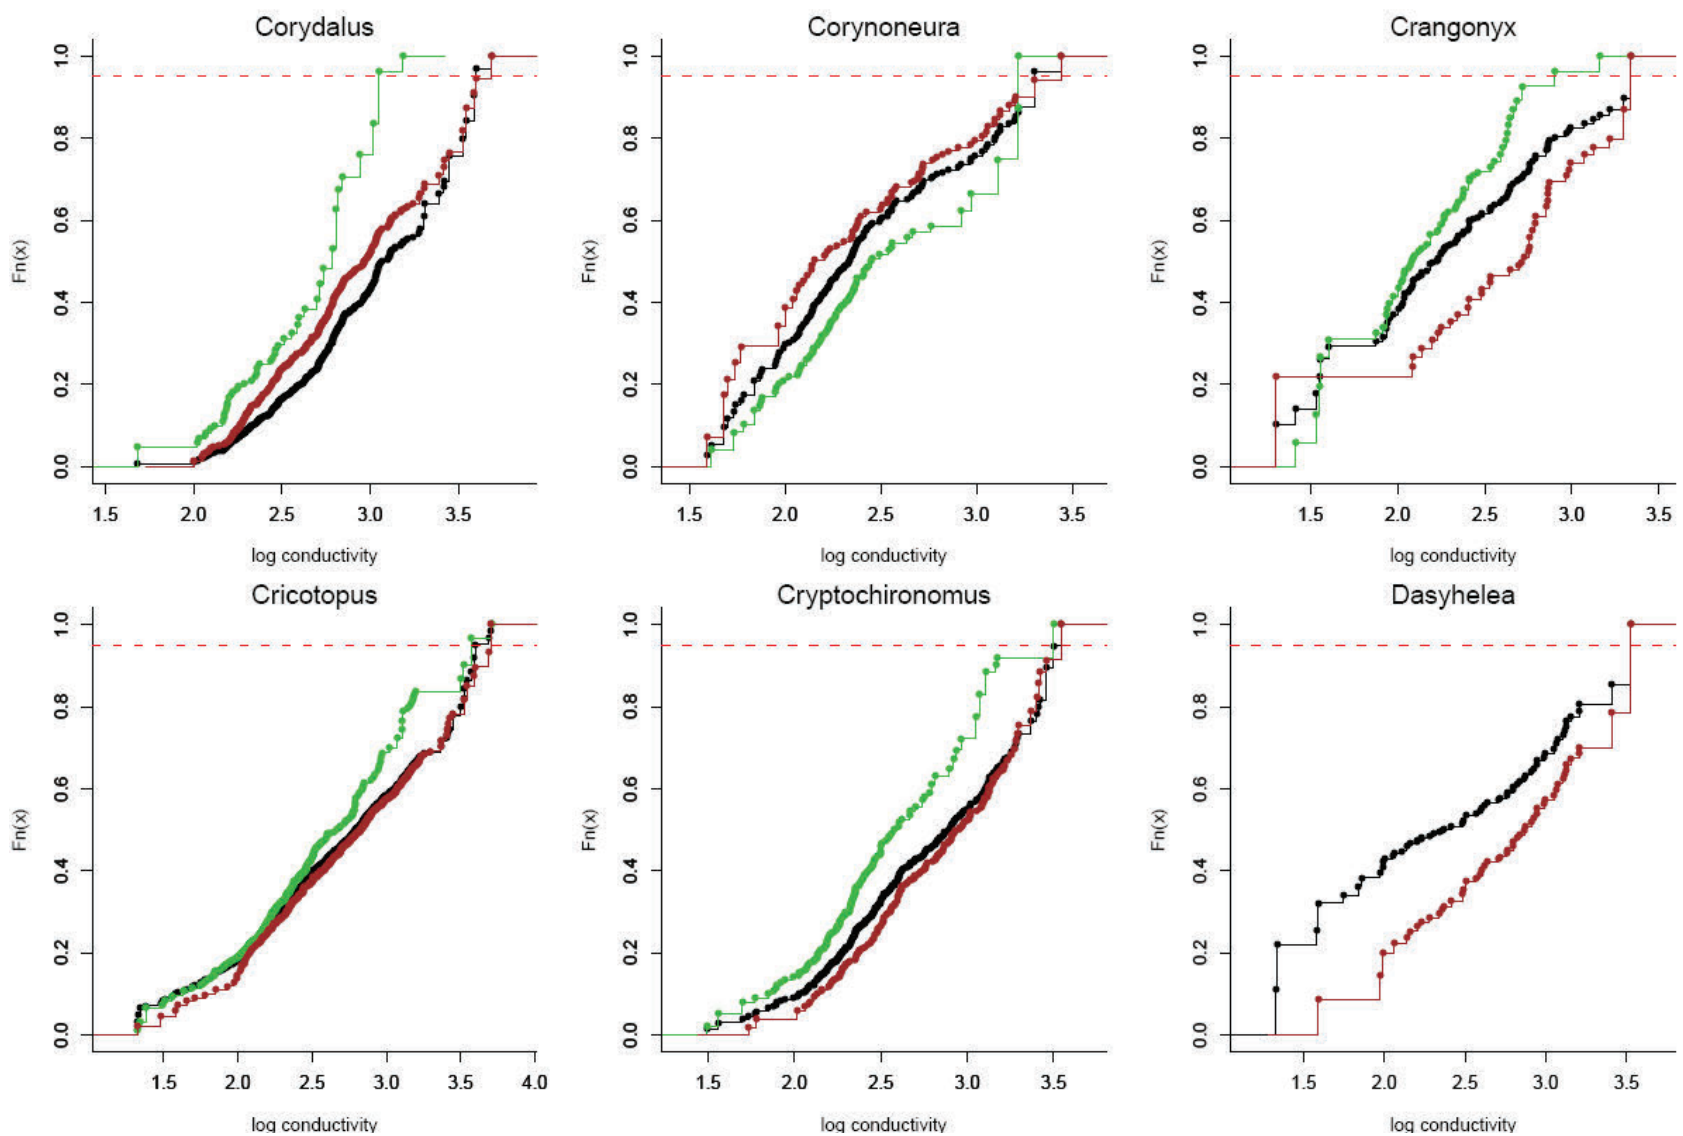 Corydalus
Corynoneura
Crangonyx
Fn(x)
0.0 0.2 0.4 0.6 0.8 1.0
1.5 2.0 2.5 3.0 3.5
log conductivity
Fn(x)
0.0 0.2 0.4 0.6 0.8 1.0
1.5 2.0 2.5 3.0 3.5
log conductivity
Fn(x)
0.0 0.2 0.4 0.6 0.8 1.0
1.5 2.0 2.5 3.0 3.5
log conductivity
Cricotopus
Cryptochironomus
Dasyhelea
Fn(x)
0.0 0.2 0.4 0.6 0.8 1.0
1.5 2.0 2.5 3.0 3.5 4.0
log conductivity
Fn(x)
0.0 0.2 0.4 0.6 0.8 1.0
1.5 2.0 2.5 3.0 3.5
log conductivity
Fn(x)
0.0 0.2 0.4 0.6 0.8 1.0
1.5 2.0 2.5 3.0 3.5
log conductivity